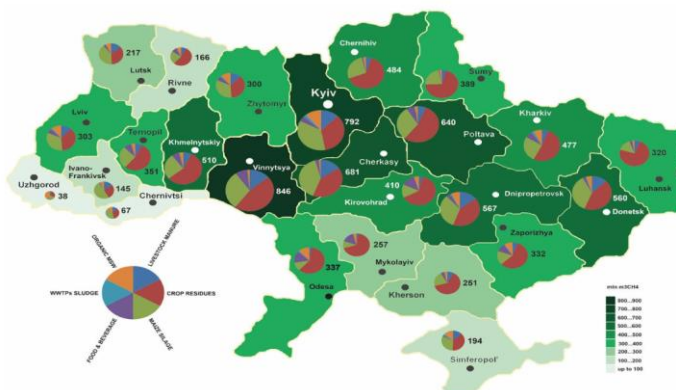 217
Lutsk
166
Rivne
300
Zhytomyr
Chernihiv
484
Sumy
389
Kyiv
792
Lviv
303
Ternopil
351
Khmelnytskiy
510
Vinnytsya
846
Cherkasy
681
640
Poltava
Kharkiv
477
320
Luhansk
Uzhgorod
38
Ivano-
Frankivsk
145
Chernivtsi
67
410
Kirovohrad
Dnipropetrovsk
567
560
Donetsk
Zaporizhya
332
337
Odesa
257
Mykolayiv
251
Kherson
194
Simferopol'
ORGANIC MSW
LIVESTOCK MANURE
WWTPs SLUDGE
CROP RESIDUES
FOOD & BEVERAGE
MAIZE SILAGE
mln m3CH4
800...900
700...800
600...700
500...600
400...500
300...400
200...300
100...200
up to 100